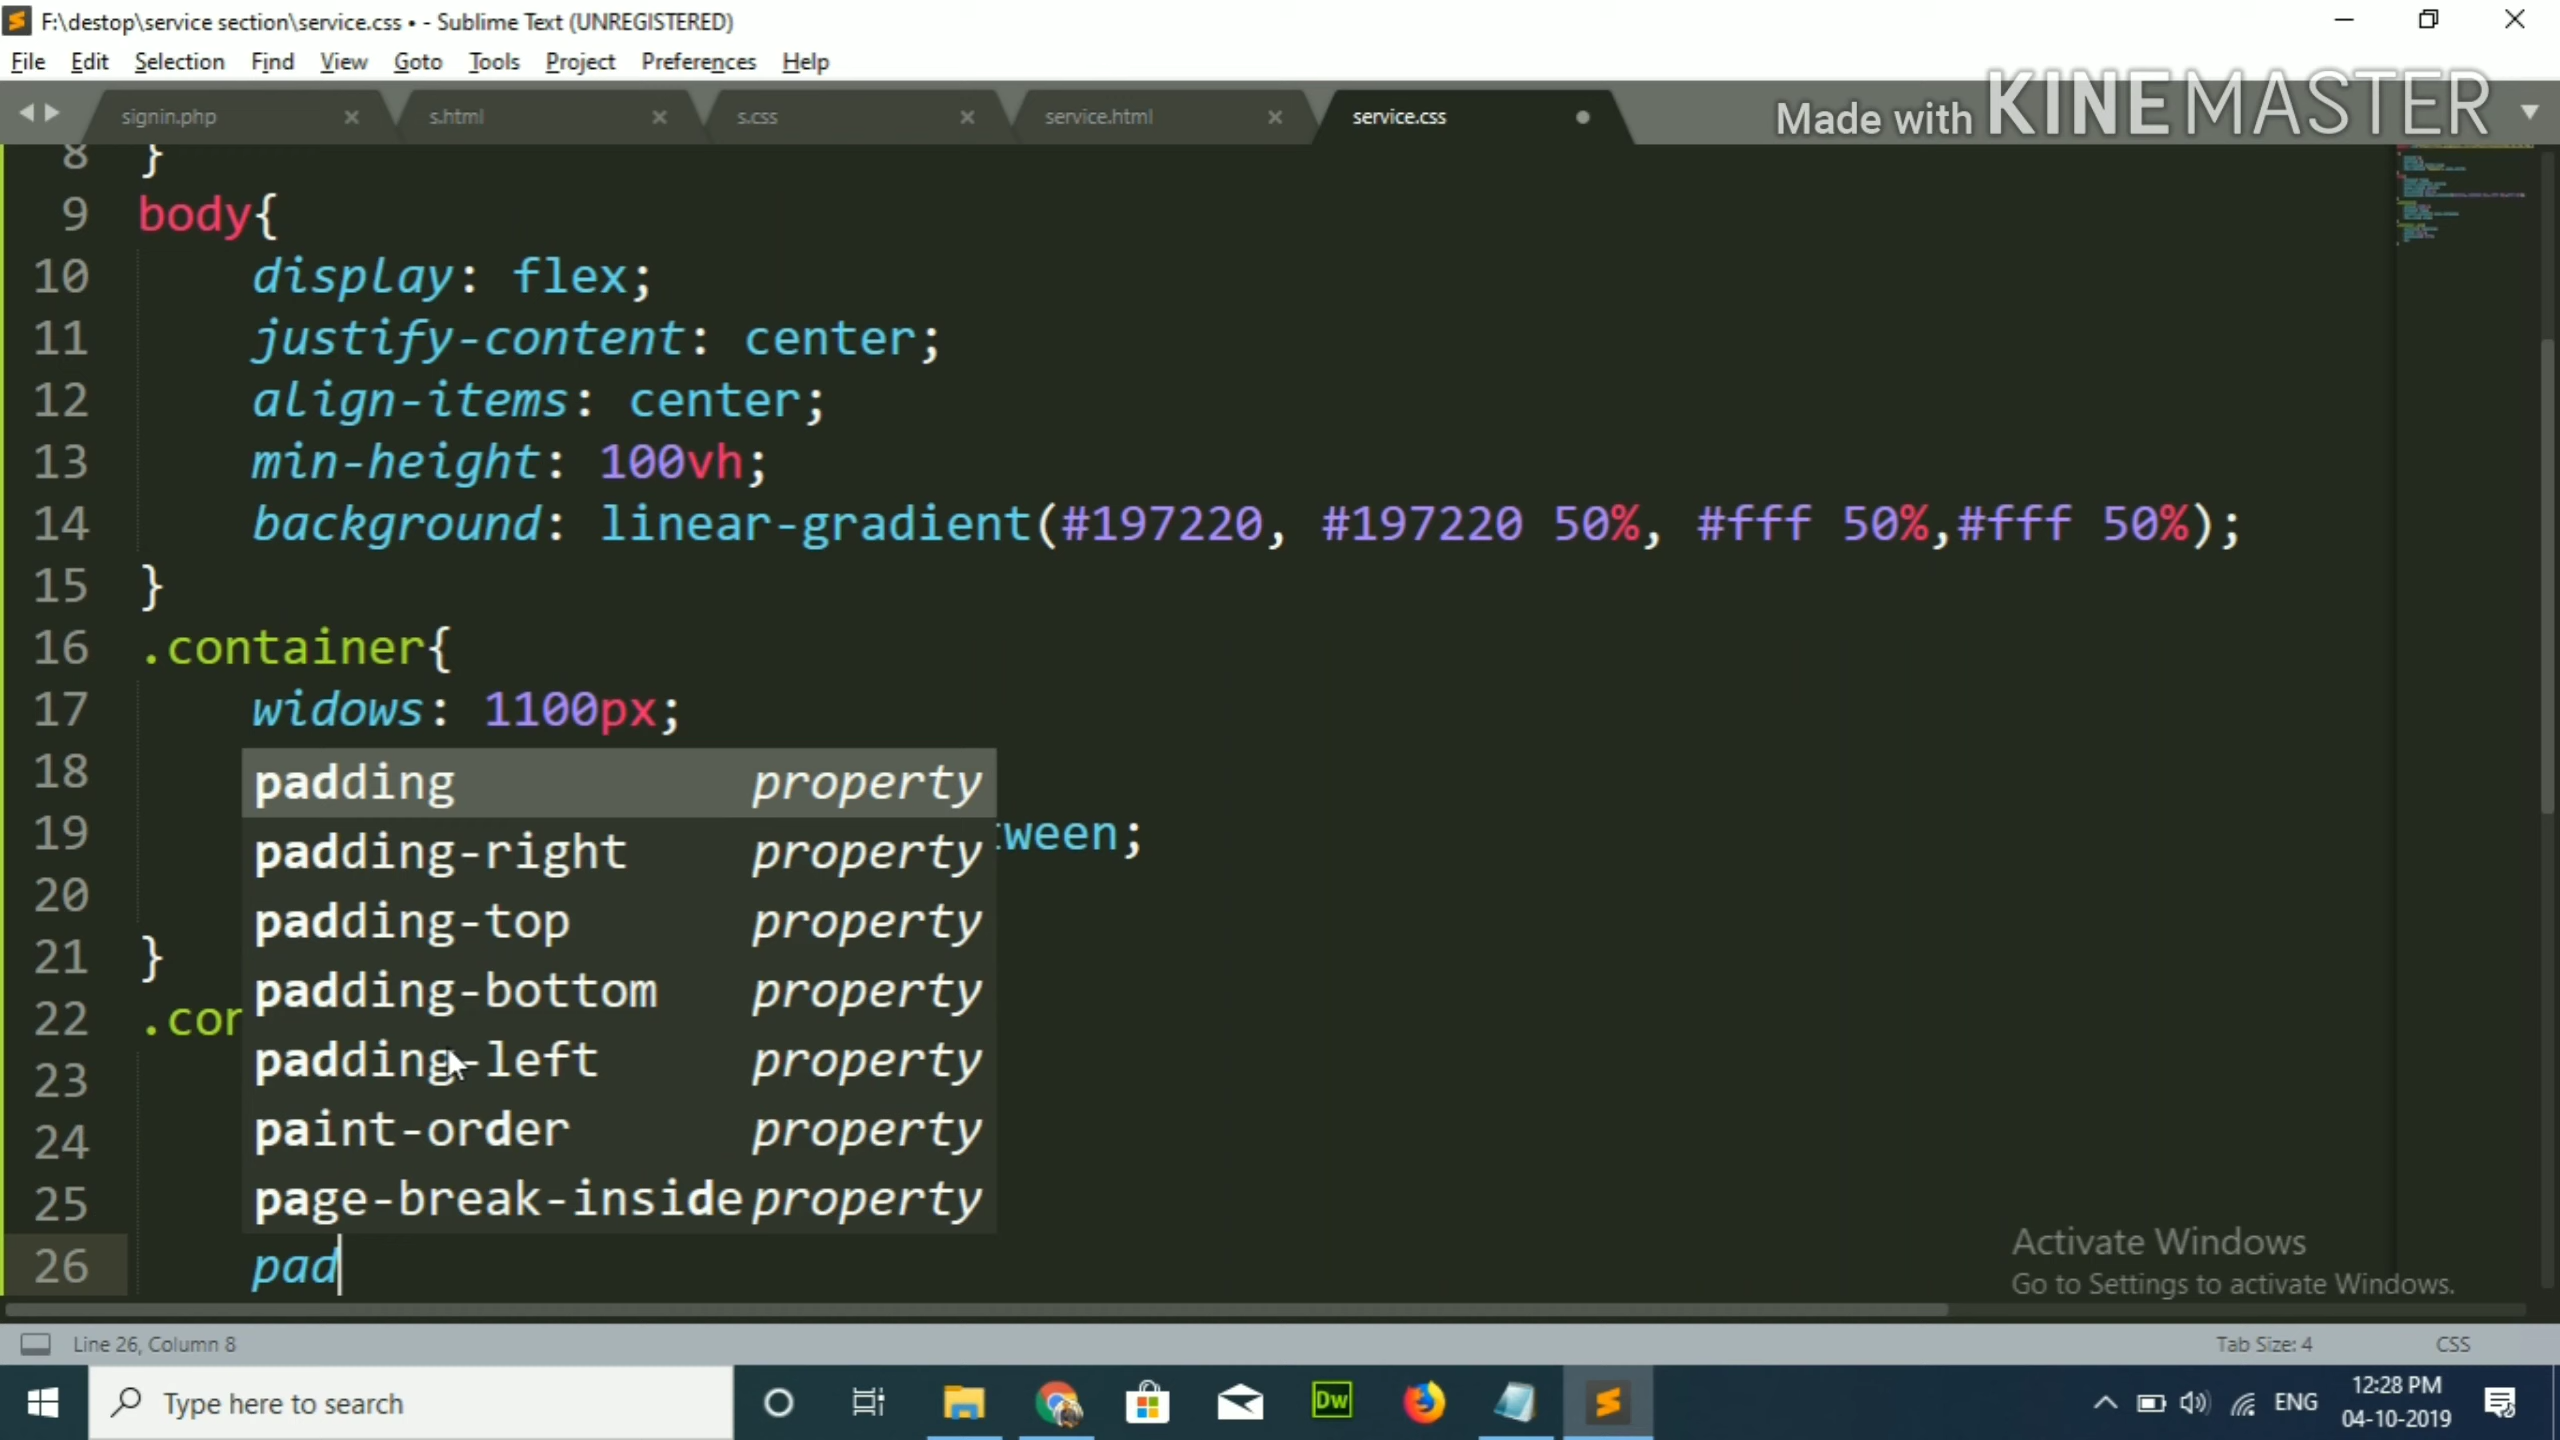 F:\destop\service section\service.css • - Sublime Text (UNREGISTERED)
File Edit Selection Find View Goto Tools Project Preferences Help
signin.php s.html s.css service.html service.css
Made with KINEMASTER
8 }
9 body{
10 display: flex;
11 justify-content: center;
12 align-items: center;
13 min-height: 100vh;
14 background: linear-gradient(#197220, #197220 50%, #fff 50%,#fff 50%);
15 }
16 .container{
17 widows: 1100px;
18
padding property
19 tween;
padding-right property
20
padding-top property
21 }
padding-bottom property
22 .con
padding-left property
23
paint-order property
24
page-break-inside property
25
26 pad
Activate Windows
Go to Settings to activate Windows.
Line 26, Column 8 Tab Size: 4 CSS
Type here to search
Dw
ENG
12:28 PM
04-10-2019